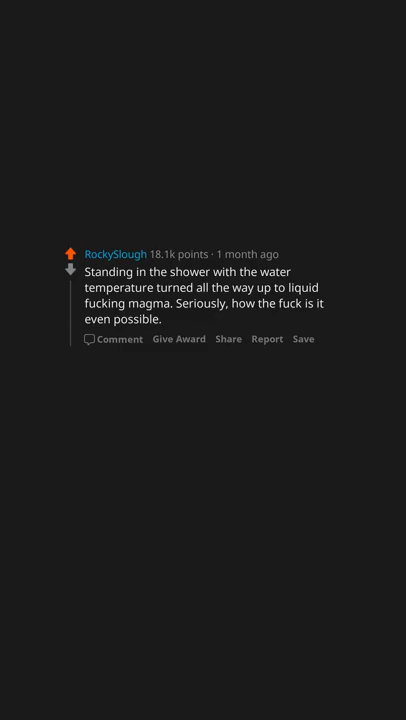 RockySlough 18.1k points · 1 month ago
Standing in the shower with the water
temperature turned all the way up to liquid
fucking magma. Seriously, how the fuck is it
even possible.
Comment Give Award Share Report Save